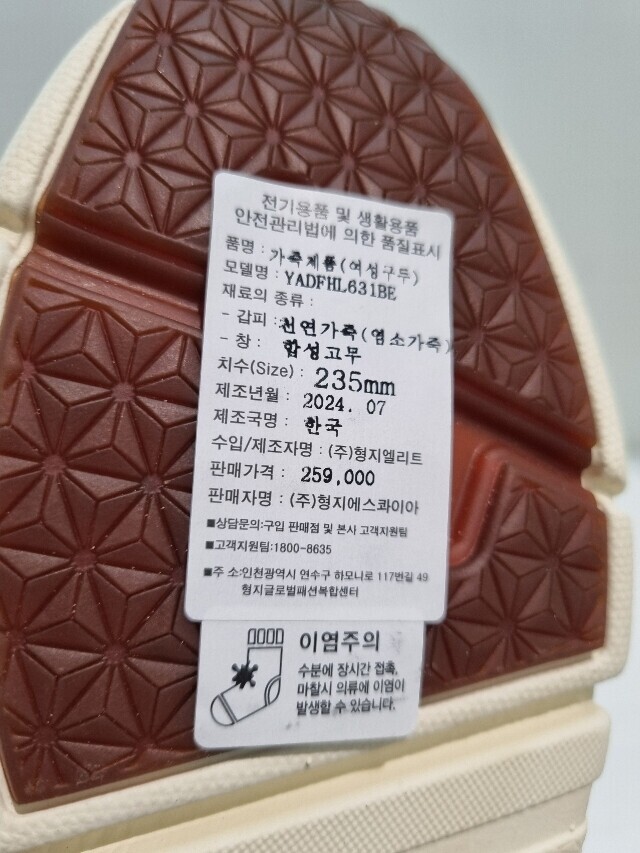 전기용품 및 생활용품
안전관리법에 의한 품질표시
품명 : 가죽제품(여성구두)
모델명 : YADFHL631BE
재료의 종류 :
- 갑피 : 천연가죽(염소가죽)
- 창 : 합성고무
치수(Size) : 235mm
제조년월 : 2024. 07
제조국명 : 한국
수입/제조자명 : (주)형지엘리트
판매가격 : 259,000
판매자명 : (주)형지에스콰이아
■상담문의:구입 판매점 및 본사 고객지원팀
■고객지원팀:1800-8635
■주 소:인천광역시 연수구 하모니로 117번길 49
형지글로벌패션복합센터
이염주의
수분에 장시간 접촉,
마찰시 의류에 이염이
발생할 수 있습니다.